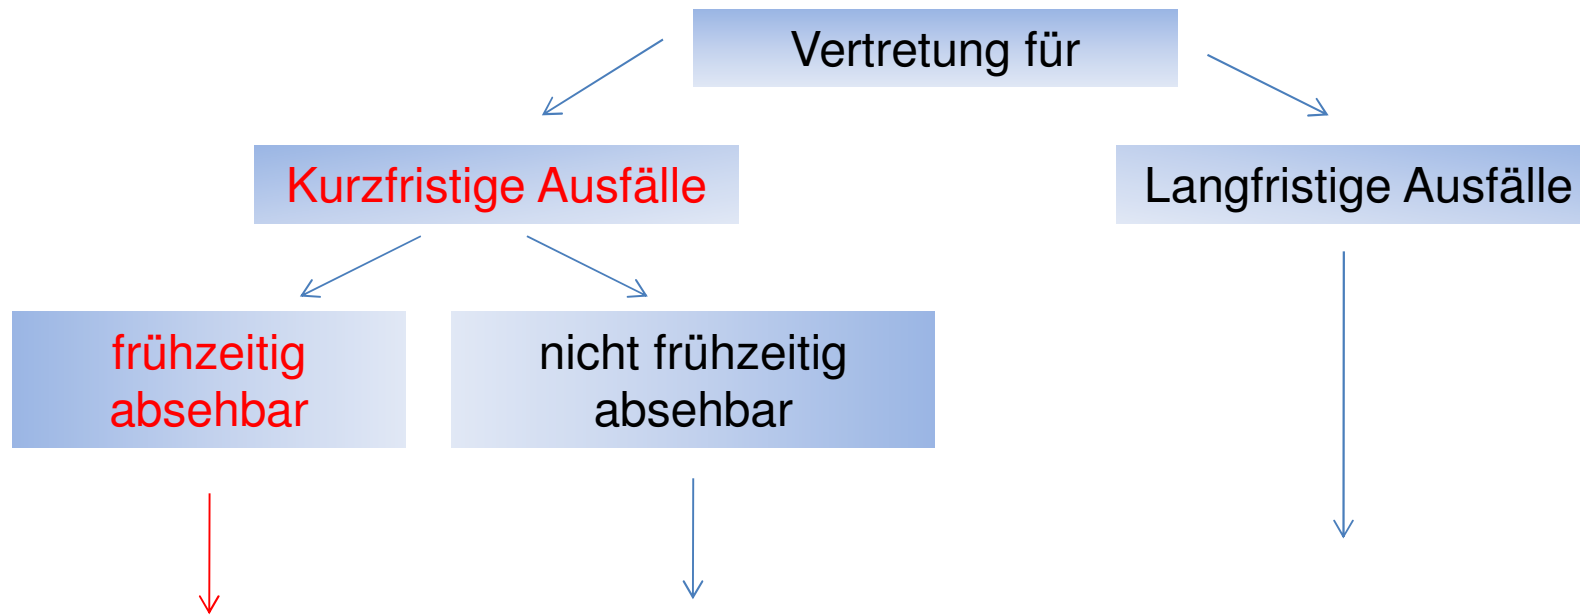 Vertretung für
Kurzfristige Ausfälle
Langfristige Ausfälle
frühzeitig
absehbar
nicht frühzeitig
absehbar